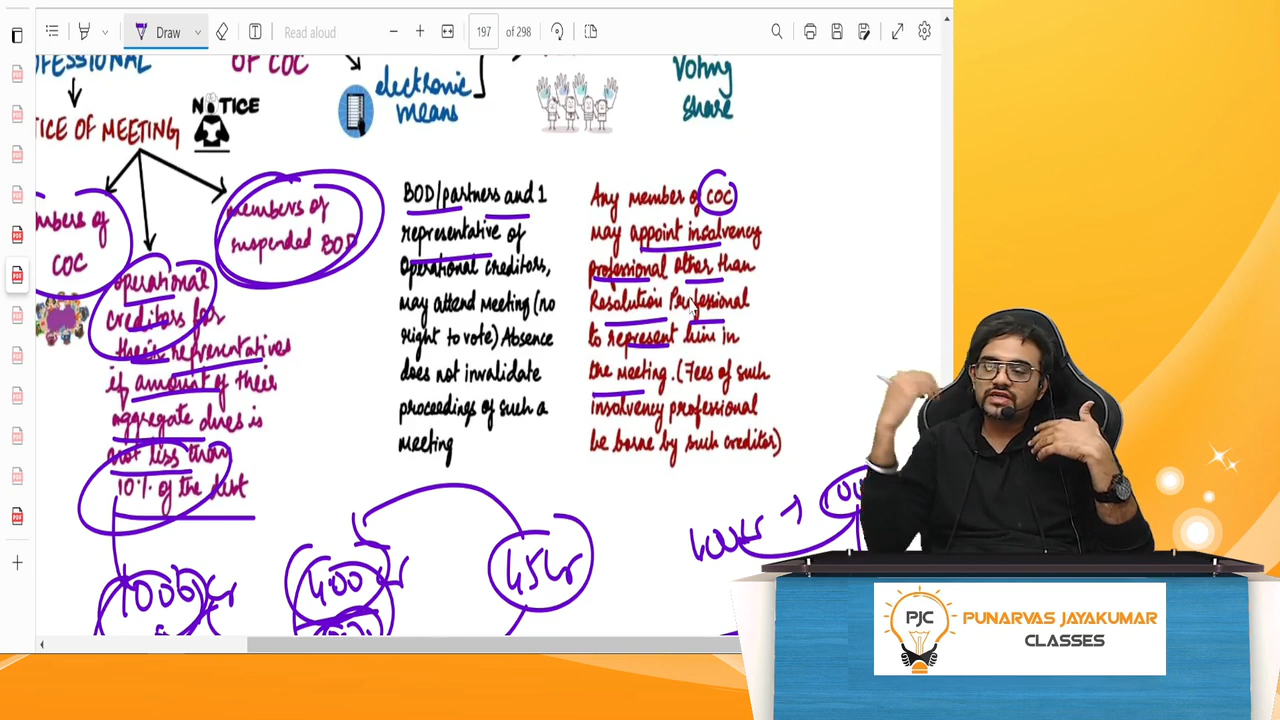 Draw
Read aloud
197
of 298
OFESSIONAL
OF COC
electronic
means
Voting
share
NOTICE
TICE OF MEETING
mbers of
COC
members of
suspended BOD
operational
creditors for
their representatives
if amount of their
aggregate dues is
not less than
10% of the debt
BOD/partners and 1
representative of
Operational creditors,
may attend Meeting (no
right to vote) Absence
does not invalidate
proceedings of such a
meeting
Any member of COC
may appoint insolvency
professional other than
Resolution Professional
to represent him in
the meeting. (Fees of such
insolvency professional
be borne by such creditor)
400
PJC
PUNARVAS JAYAKUMAR
CLASSES